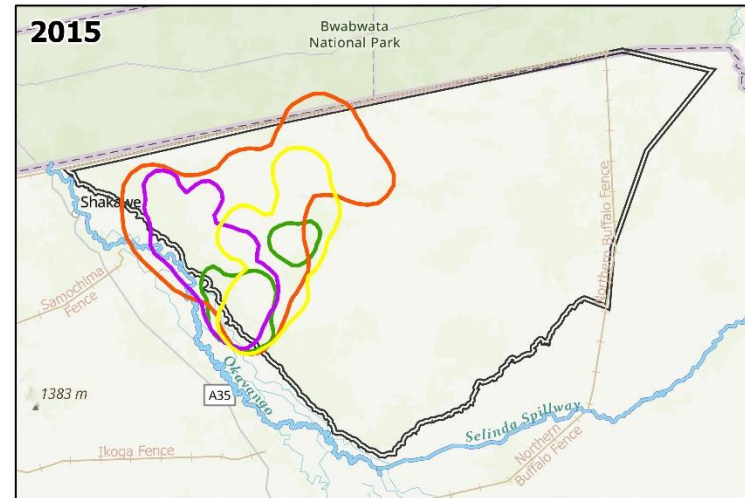 2015
Bwabwata
National Park
Shakawe
Samochima
Fence
Northern Buffalo Fence
1383 m
A35
Okavango
Selinda Spillway
Ikoga Fence
Northern
Buffalo Fence